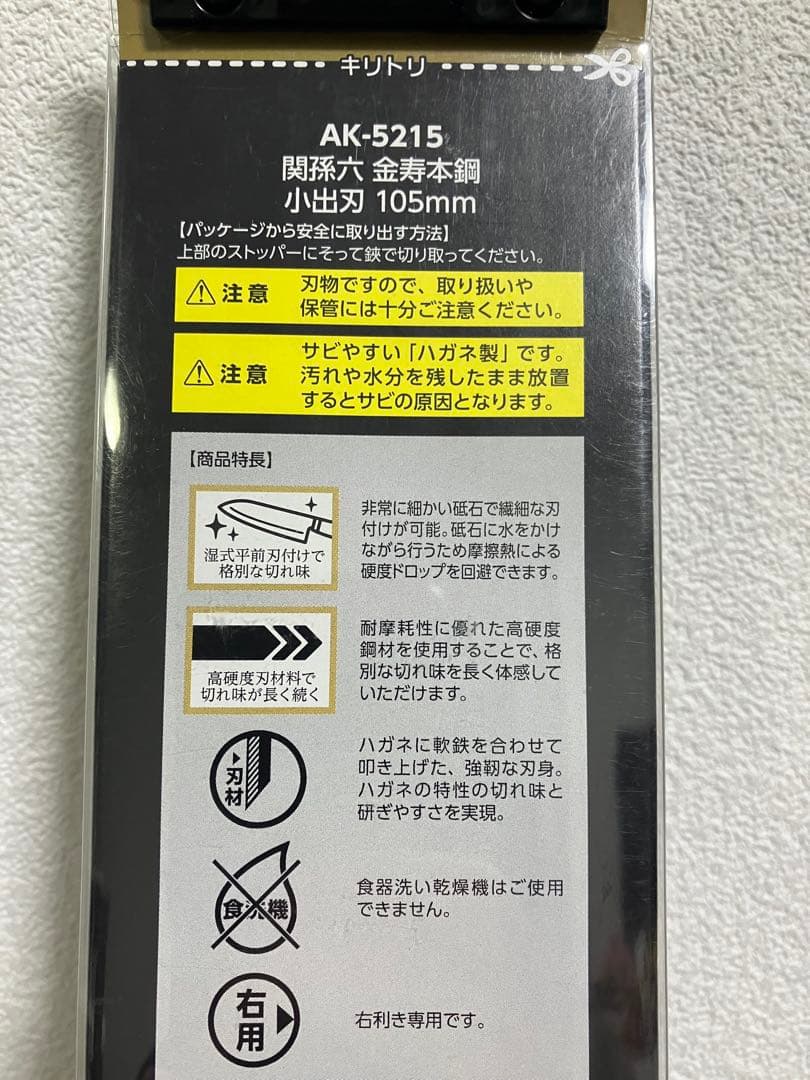 キリトリ
AK-5215
関孫六 金寿本鋼
小出刃 105mm
【パッケージから安全に取り出す方法】
上部のストッパーにそって鋏で切り取ってください。
注意
刃物ですので、取り扱いや
保管には十分ご注意ください。
注意
サビやすい「ハガネ製」です。
汚れや水分を残したまま放置
するとサビの原因となります。
【商品特長】
湿式平前刃付けで
格別な切れ味
非常に細かい砥石で繊細な刃
付けが可能。砥石に水をかけ
ながら行うため摩擦熱による
硬度ドロップを回避できます。
高硬度刃材料で
切れ味が長く続く
耐摩耗性に優れた高硬度
鋼材を使用することで、格
別な切れ味を長く体感して
いただけます。
刃材
ハガネに軟鉄を合わせて
叩き上げた、強靭な刃身。
ハガネの特性の切れ味と
研ぎやすさを実現。
食洗機
食器洗い乾燥機はご使用
できません。
右用
右利き専用です。